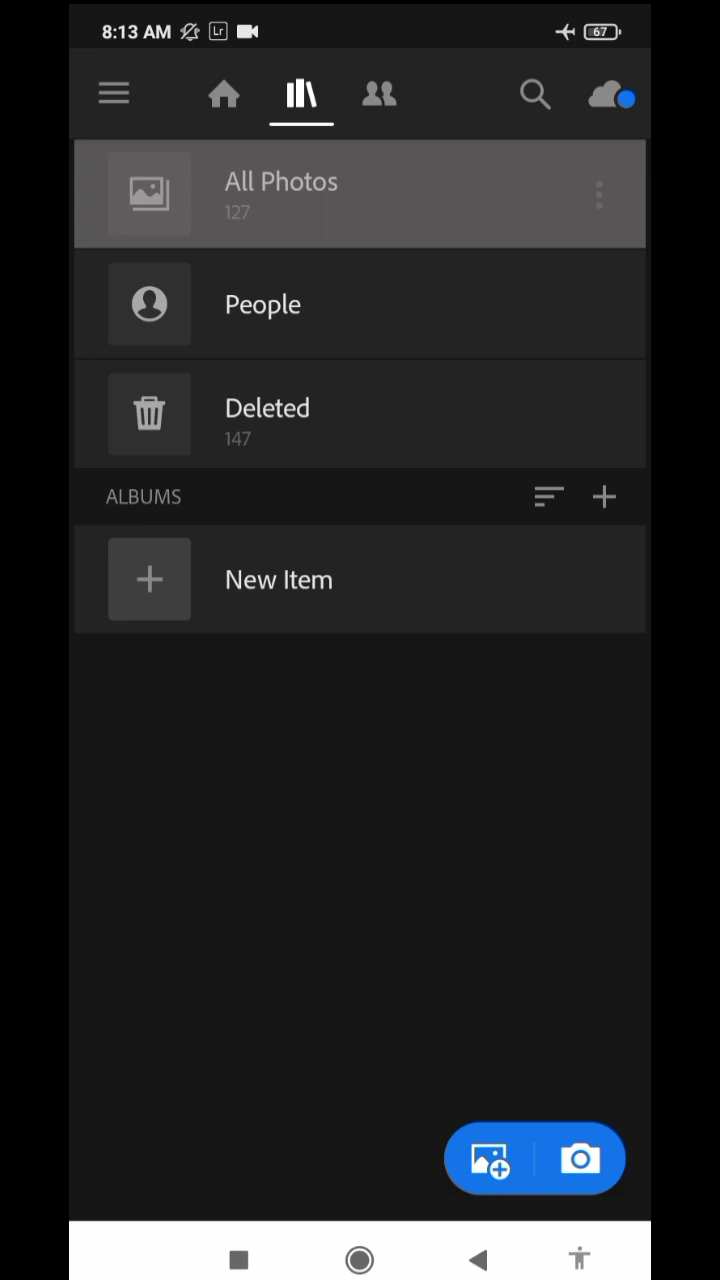 8:13 AM Lr 67
All Photos
127
People
Deleted
147
ALBUMS
New Item